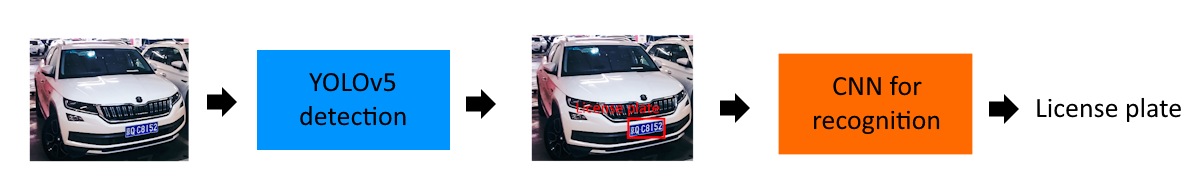 YOLOv5
detection
License plate
CNN for
recognition
License plate